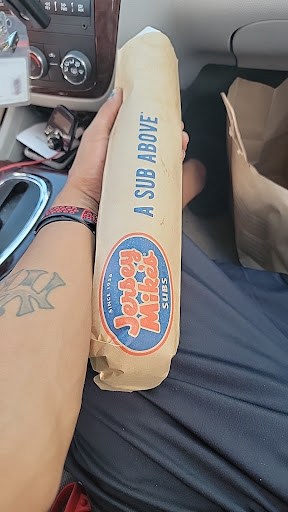 A SUB ABOVE
SINCE 1956
Jersey
Mike's
SUBS